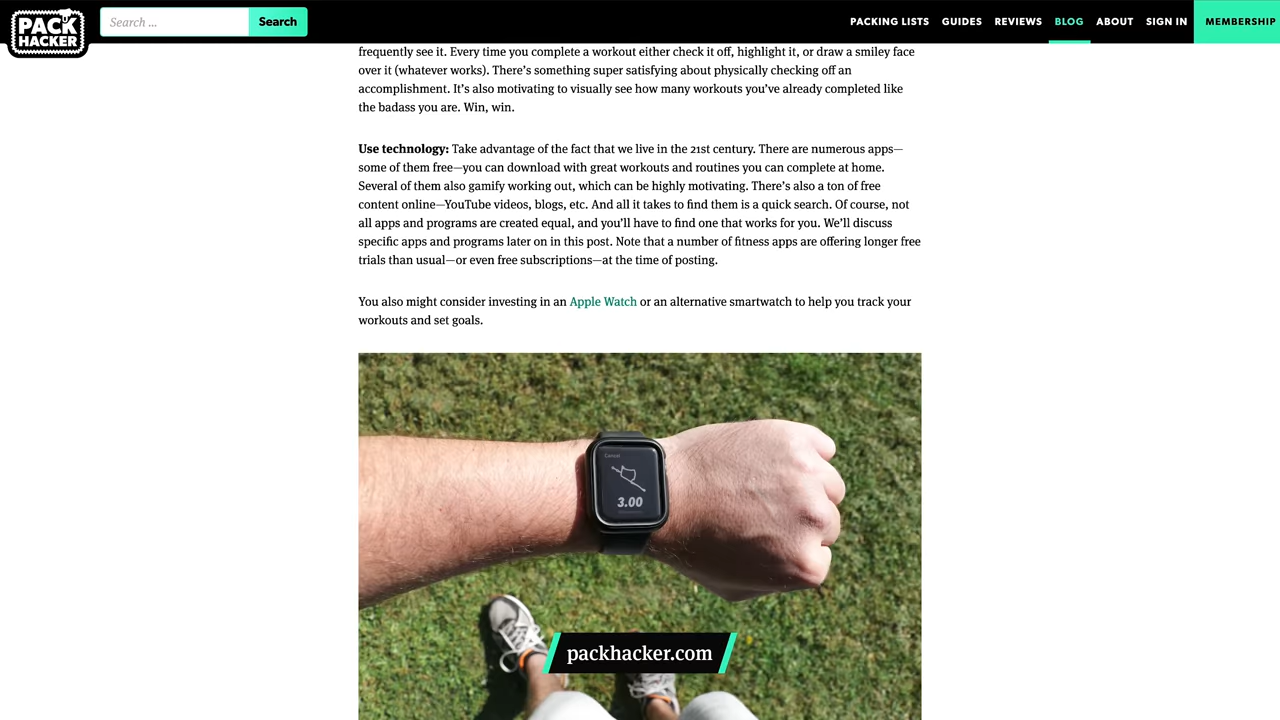 PACK
HACKER
Search ...
Search
PACKING LISTS
GUIDES
REVIEWS
BLOG
ABOUT
SIGN IN
MEMBERSHIP
frequently see it. Every time you complete a workout either check it off, highlight it, or draw a smiley face
over it (whatever works). There’s something super satisfying about physically checking off an
accomplishment. It’s also motivating to visually see how many workouts you’ve already completed like
the badass you are. Win, win.
Use technology: Take advantage of the fact that we live in the 21st century. There are numerous apps—
some of them free—you can download with great workouts and routines you can complete at home.
Several of them also gamify working out, which can be highly motivating. There’s also a ton of free
content online—YouTube videos, blogs, etc. And all it takes to find them is a quick search. Of course, not
all apps and programs are created equal, and you’ll have to find one that works for you. We’ll discuss
specific apps and programs later on in this post. Note that a number of fitness apps are offering longer free
trials than usual—or even free subscriptions—at the time of posting.
You also might consider investing in an Apple Watch or an alternative smartwatch to help you track your
workouts and set goals.
Cancel
3.00
packhacker.com